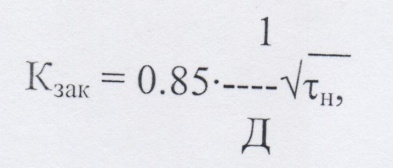 1
Кзак = 0.85·----√τн,
Д